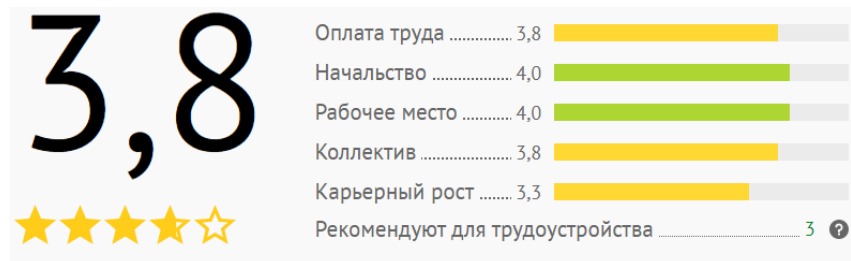 3,8
Оплата труда ............. 3,8
Начальство ................ 4,0
Рабочее место .......... 4,0
Коллектив ................... 3,8
Карьерный рост ....... 3,3
Рекомендуют для трудоустройства ........................... 3 ?